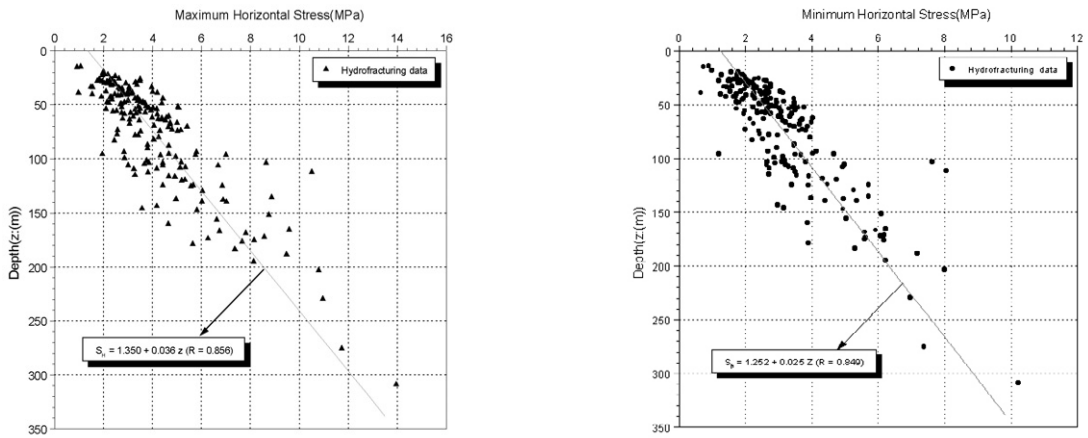 Maximum Horizontal Stress(MPa)
0 2 4 6 8 10 12 14 16
0
50
100
150
200
250
300
350
Depth(z:(m))
Hydrofracturing data
= 1.350 + 0.036 z (R = 0.856)
Minimum Horizontal Stress(MPa)
0 2 4 6 8 10 12
0
50
100
150
200
250
300
350
Depth(z:(m))
Hydrofracturing data
= 1.252 + 0.025 Z (R = 0.849)